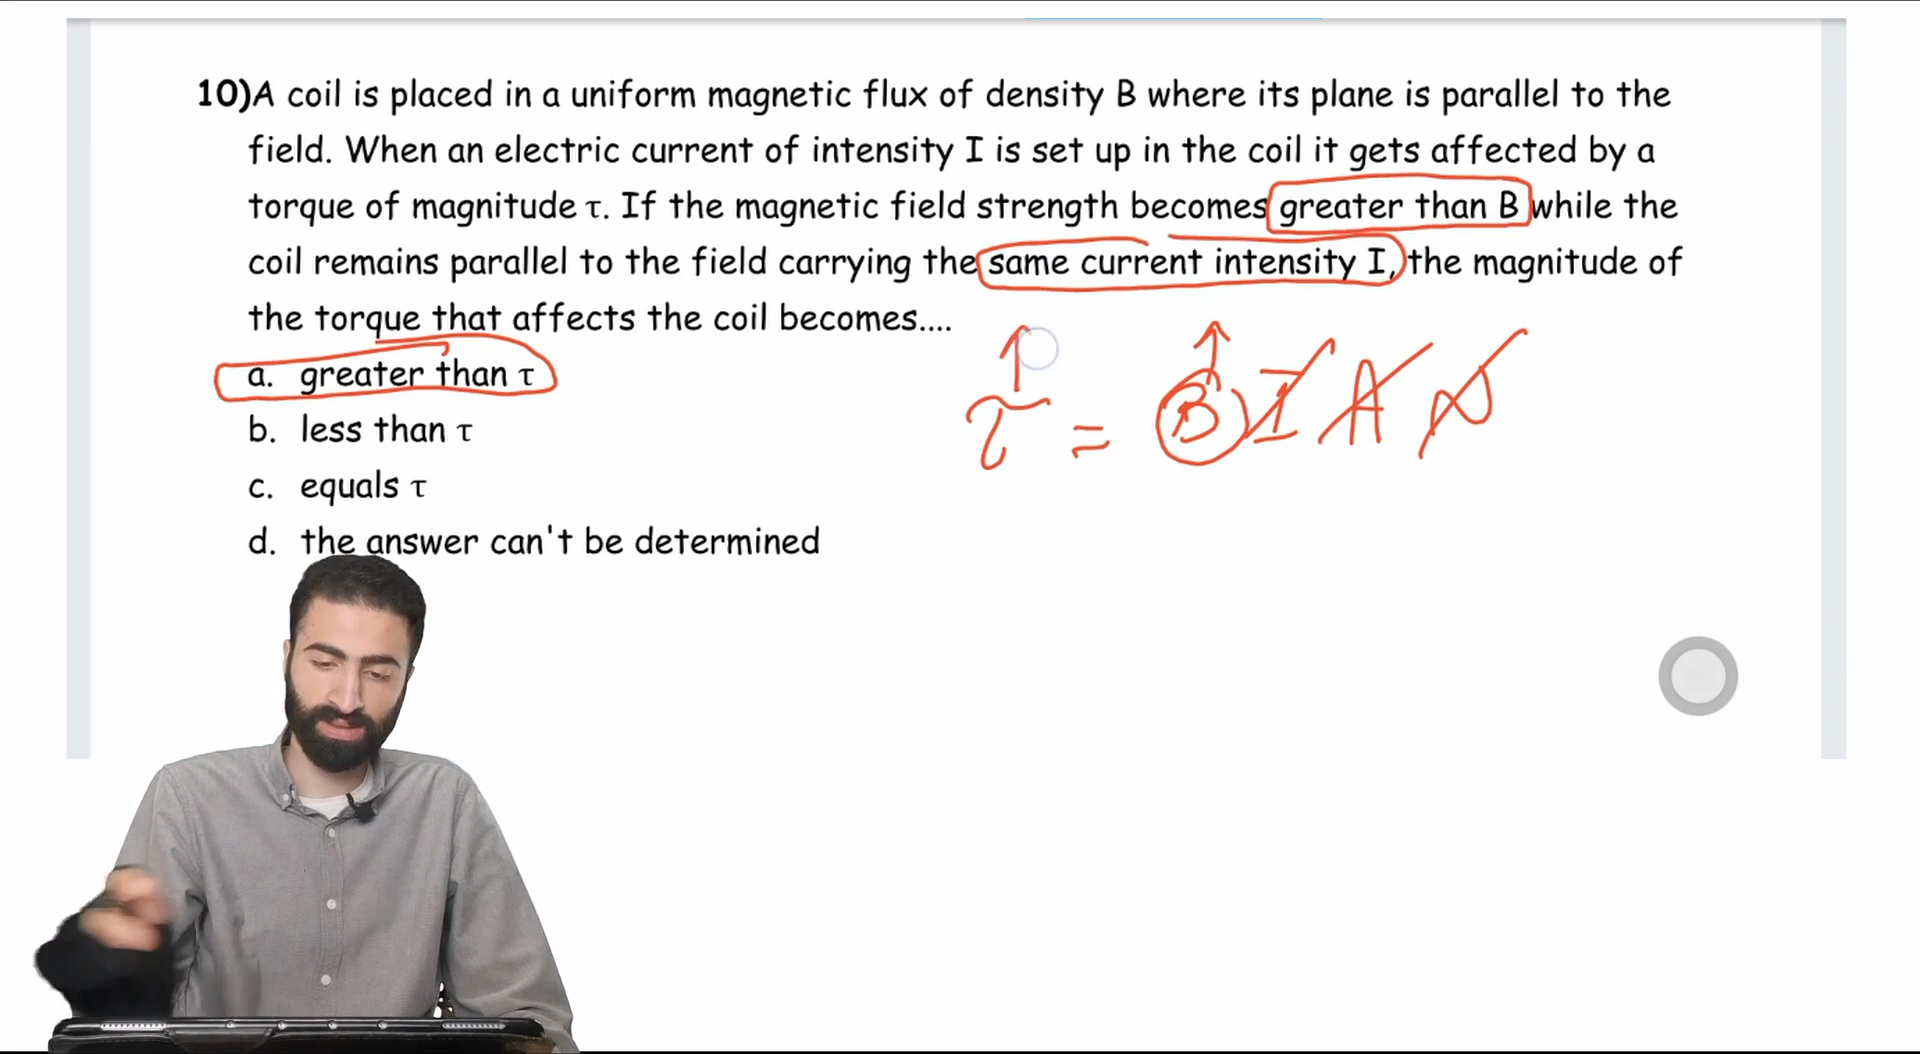 10)A coil is placed in a uniform magnetic flux of density B where its plane is parallel to the
field. When an electric current of intensity I is set up in the coil it gets affected by a
torque of magnitude τ. If the magnetic field strength becomes greater than B while the
coil remains parallel to the field carrying the same current intensity I, the magnitude of
the torque that affects the coil becomes....
a. greater than τ
b. less than τ
c. equals τ
d. the answer can't be determined
τ = B I A N